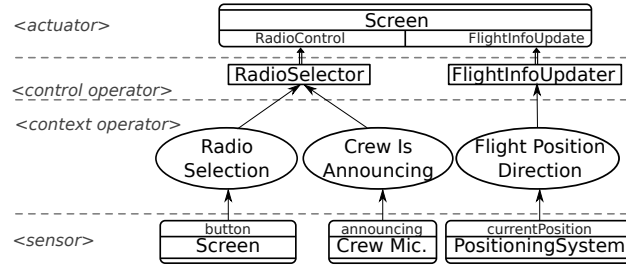 <actuator>
Screen
RadioControl FlightInfoUpdate
RadioSelector FlightInfoUpdater
<control operator>
<context operator>
Radio Selection
Crew Is Announcing
Flight Position Direction
button announcing currentPosition
<sensor> Screen Crew Mic. PositioningSystem